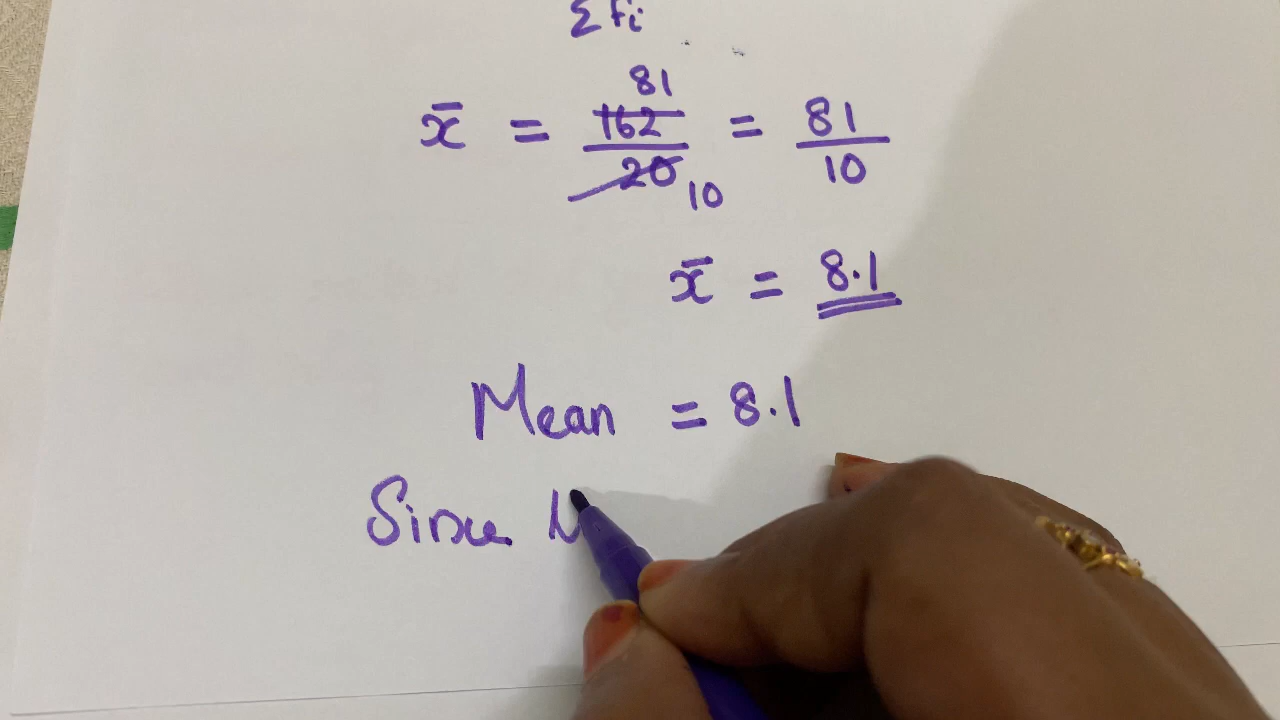 Σfi
81
x̄ = 162/20 = 81/10
10
x̄ = 8.1
Mean = 8.1
Since